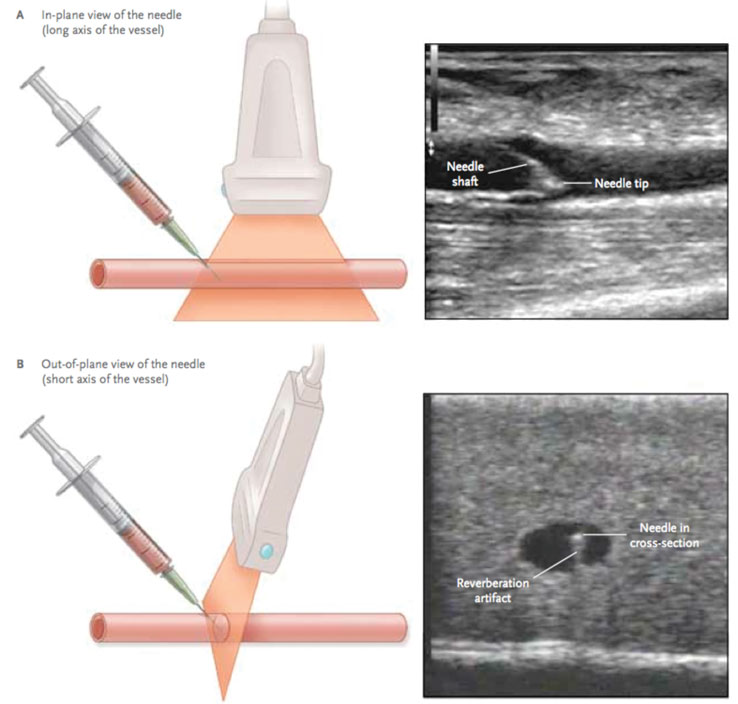 A In-plane view of the needle
(long axis of the vessel)
Needle
shaft
Needle tip
B Out-of-plane view of the needle
(short axis of the vessel)
Needle in
cross-section
Reverberation
artifact